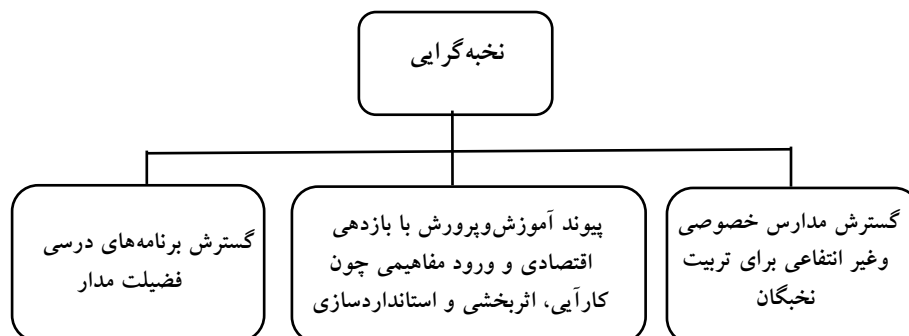 نخبه‌گرایی
گسترش مدارس خصوصی
وغیر انتفاعی برای تربیت
نخبگان
پیوند آموزش‌وپرورش با بازدهی
اقتصادی و ورود مفاهیمی چون
کارآیی، اثربخشی و استانداردسازی
گسترش برنامه‌های درسی
فضیلت مدار